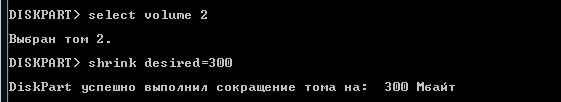 DISKPART> select volume 2
Выбран том 2.
DISKPART> shrink desired=300
DiskPart успешно выполнил сокращение тома на:  300 Мбайт